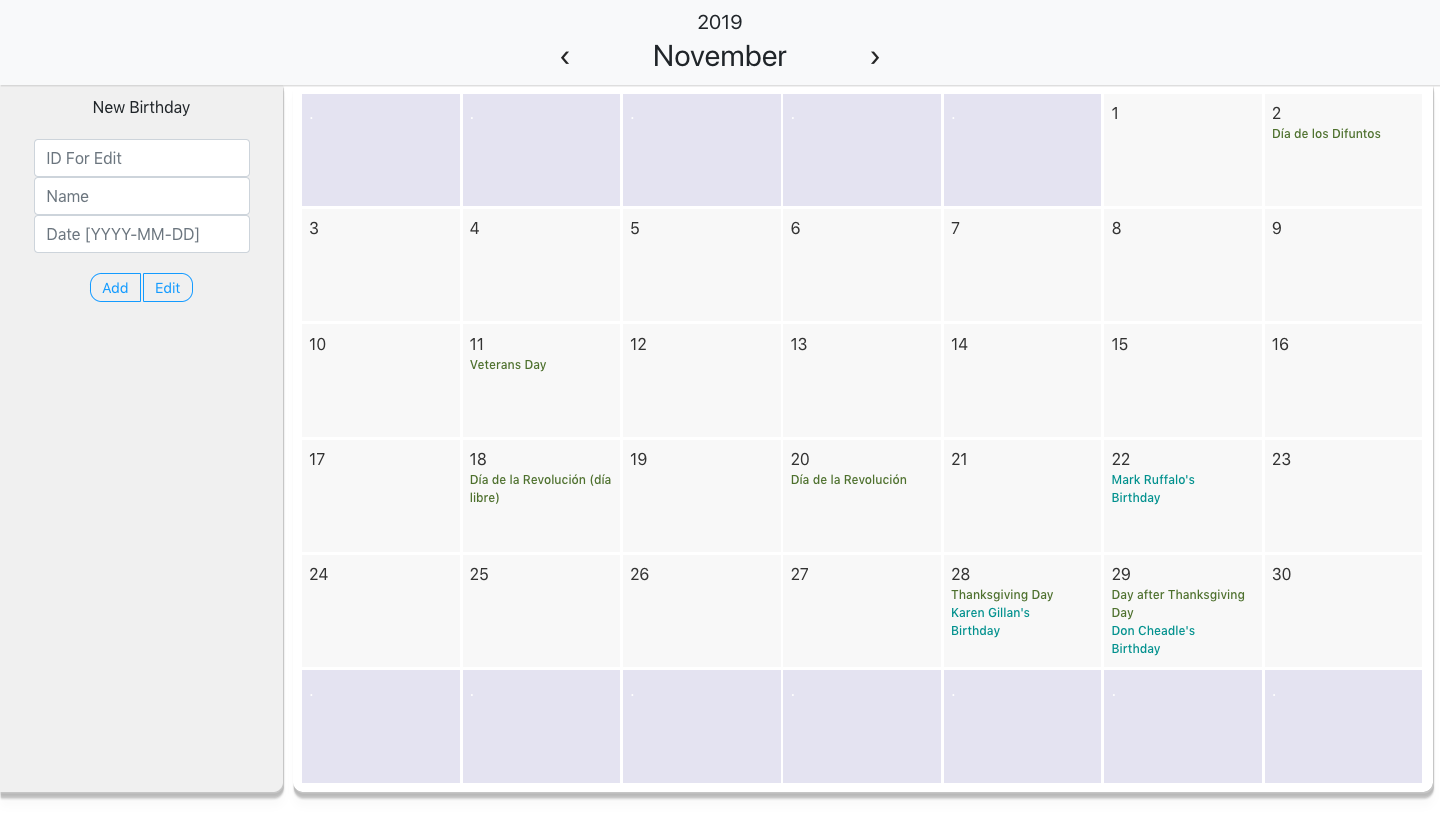 2019
‹ November ›
New Birthday
ID For Edit
Name
Date [YYYY-MM-DD]
Add Edit
. . . . . 1 2
Día de los Difuntos
3 4 5 6 7 8 9
10 11 12 13 14 15 16
Veterans Day
17 18 19 20 21 22 23
Día de la Revolución (día
libre)
Día de la Revolución
Mark Ruffalo's
Birthday
24 25 26 27 28 29 30
Thanksgiving Day
Karen Gillan's
Birthday
Day after Thanksgiving
Day
Don Cheadle's
Birthday
. . . . . . .